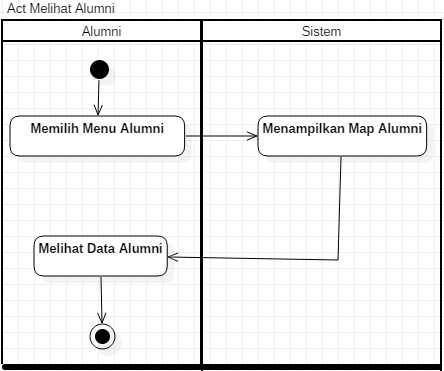 Act Melihat Alumni
Alumni
Sistem
Memilih Menu Alumni
Menampilkan Map Alumni
Melihat Data Alumni